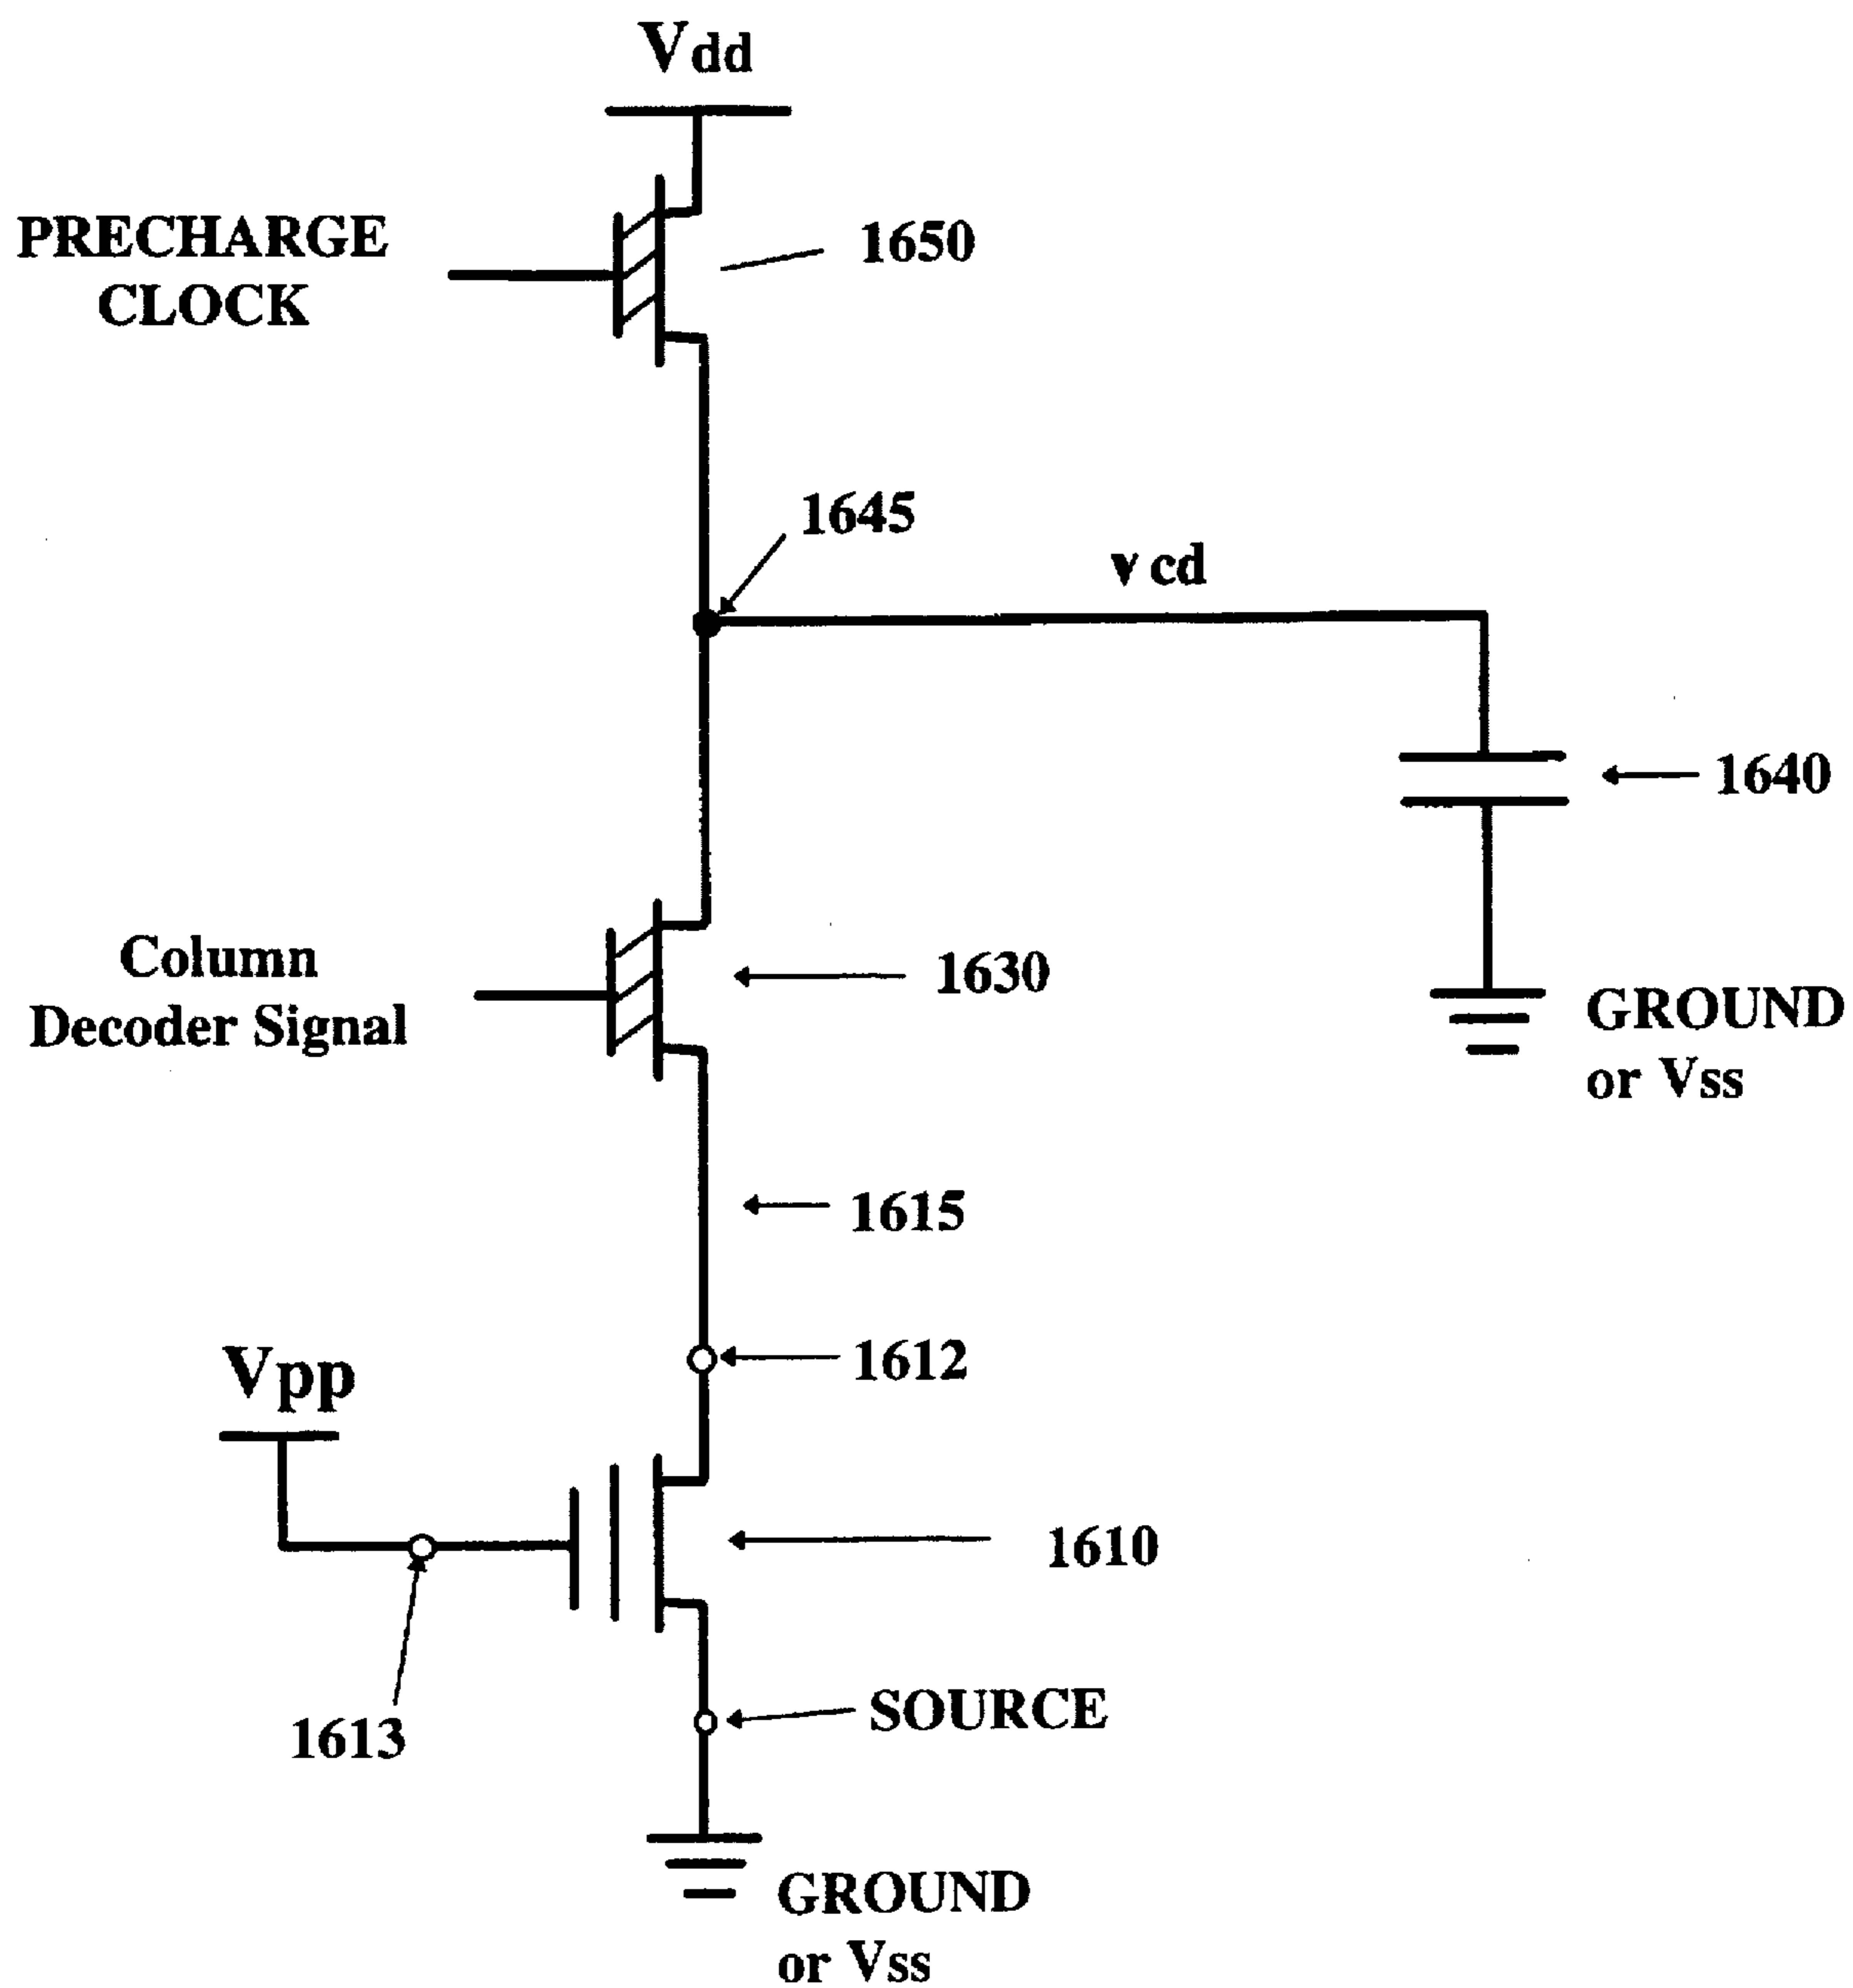 Vdd
PRECHARGE
CLOCK
1650
1645
vcd
1640
Column
Decoder Signal
1630
GROUND
or Vss
1615
Vpp
1612
1610
1613
SOURCE
GROUND
or Vss